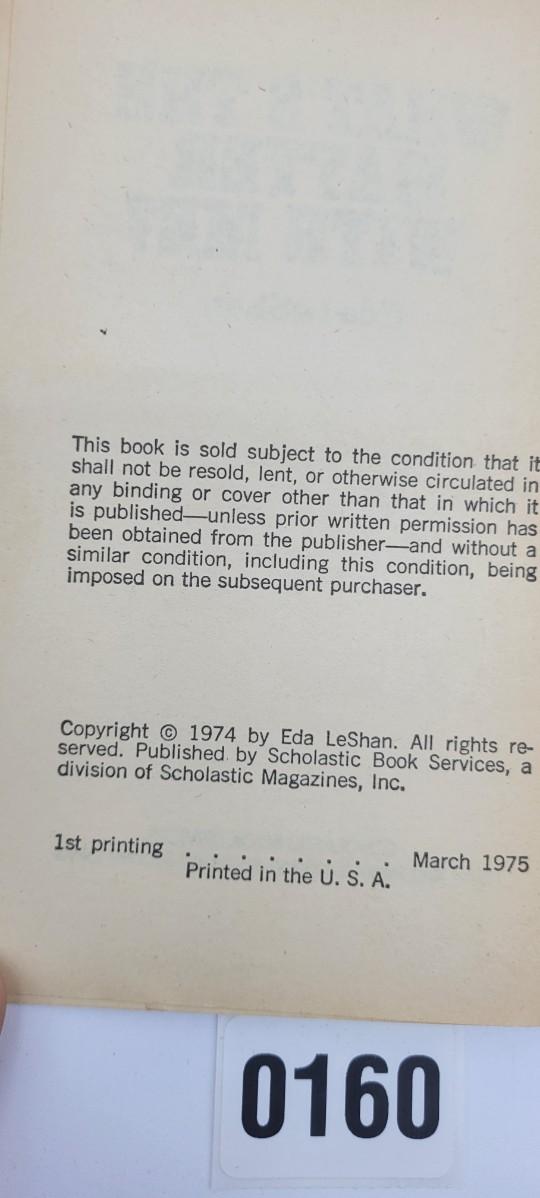 This book is sold subject to the condition that it
shall not be resold, lent, or otherwise circulated in
any binding or cover other than that in which it
is published—unless prior written permission has
been obtained from the publisher—and without a
similar condition, including this condition, being
imposed on the subsequent purchaser.
Copyright © 1974 by Eda LeShan. All rights re-
served. Published by Scholastic Book Services, a
division of Scholastic Magazines, Inc.
1st printing . . . . . . . . March 1975
Printed in the U. S. A.
0160